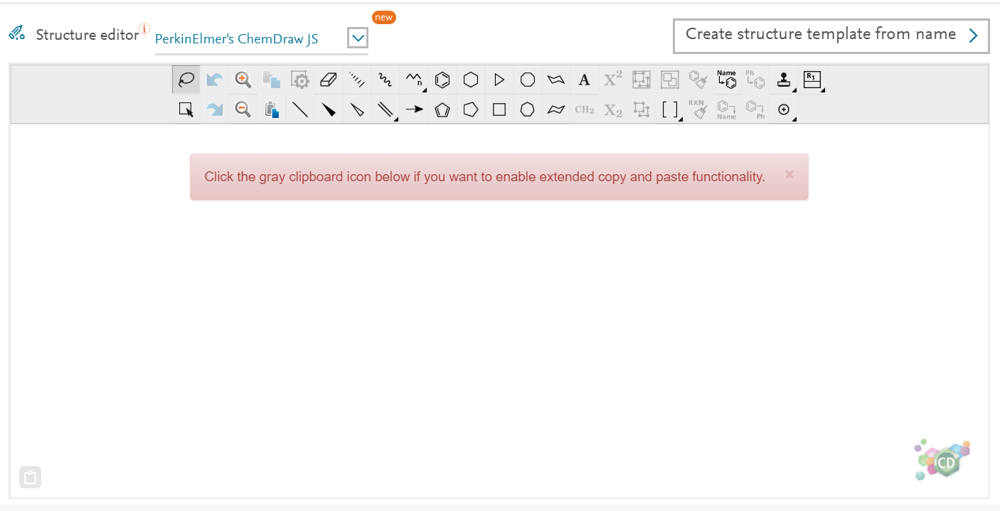 new
Structure editor i PerkinElmer's ChemDraw JS
Create structure template from name
n A X2 Name Ph R1
CH2 X2 [ ] RXN Name Ph
Click the gray clipboard icon below if you want to enable extended copy and paste functionality. ×
CD